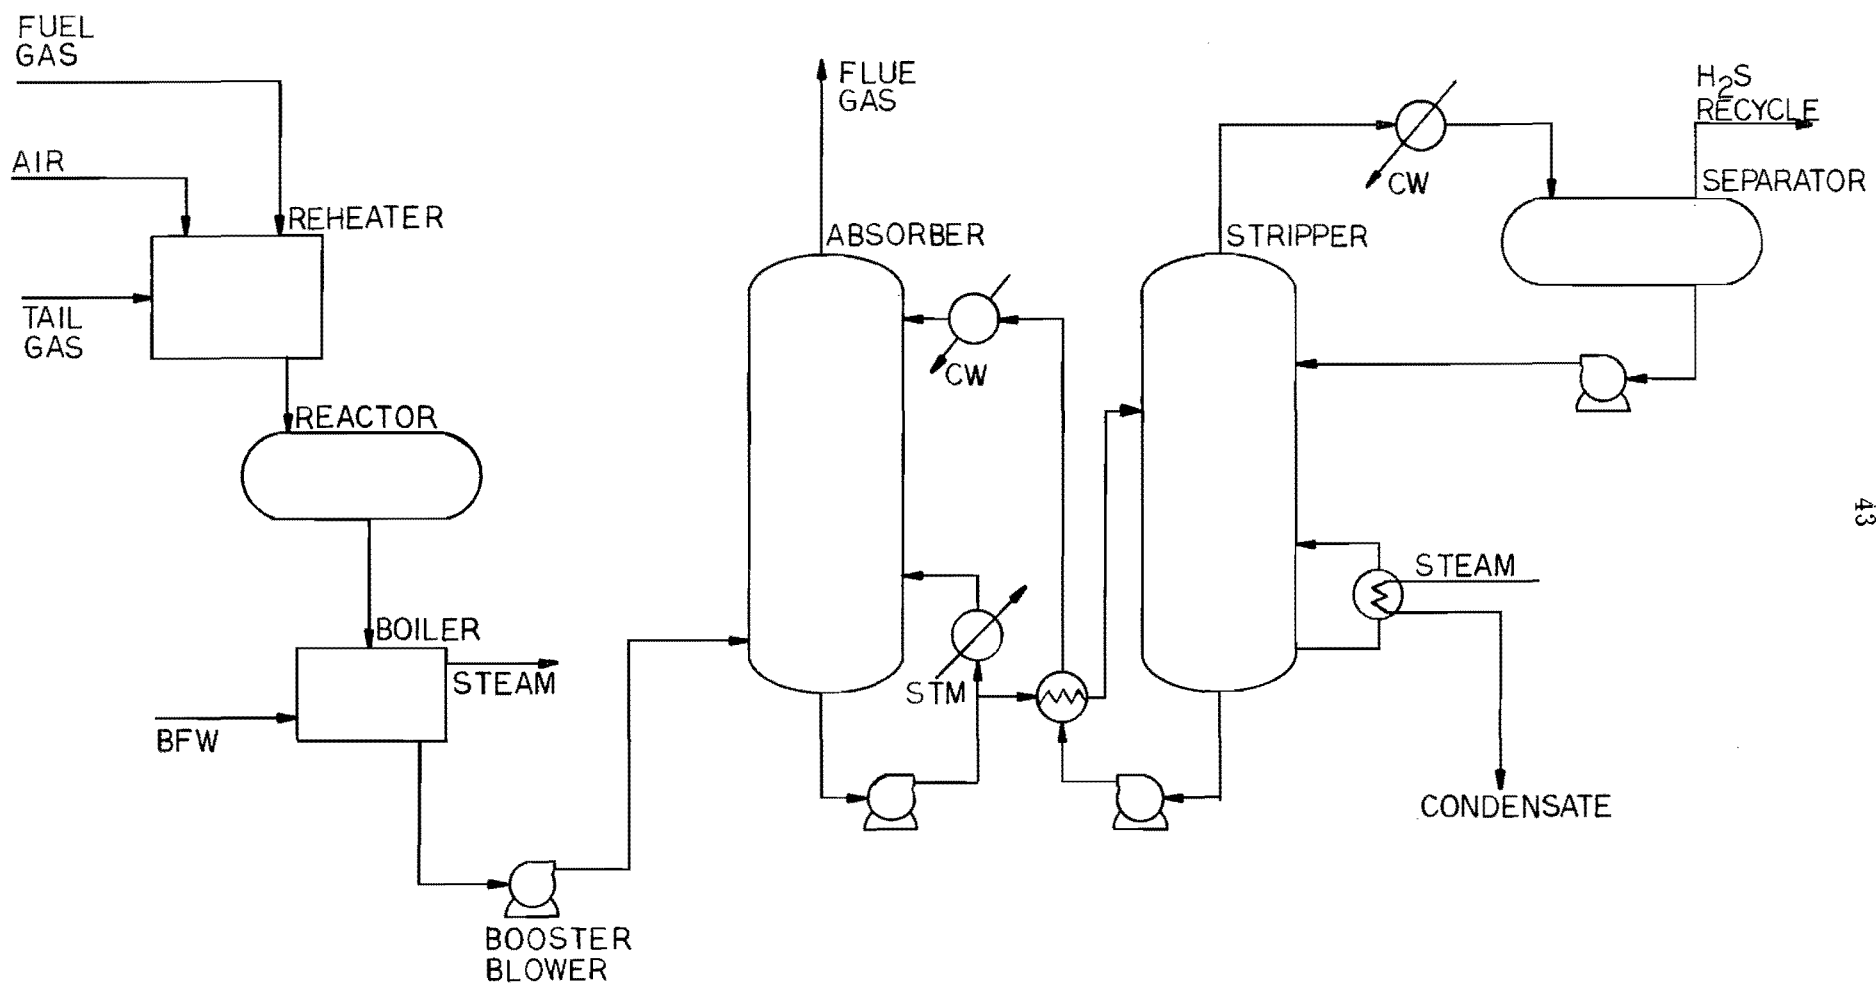 FUEL
GAS
AIR
REHEATER
TAIL
GAS
REACTOR
BOILER
STEAM
BFW
BOOSTER
BLOWER
FLUE
GAS
ABSORBER
CW
STM
STRIPPER
CW
H2S
RECYCLE
SEPARATOR
STEAM
CONDENSATE
43